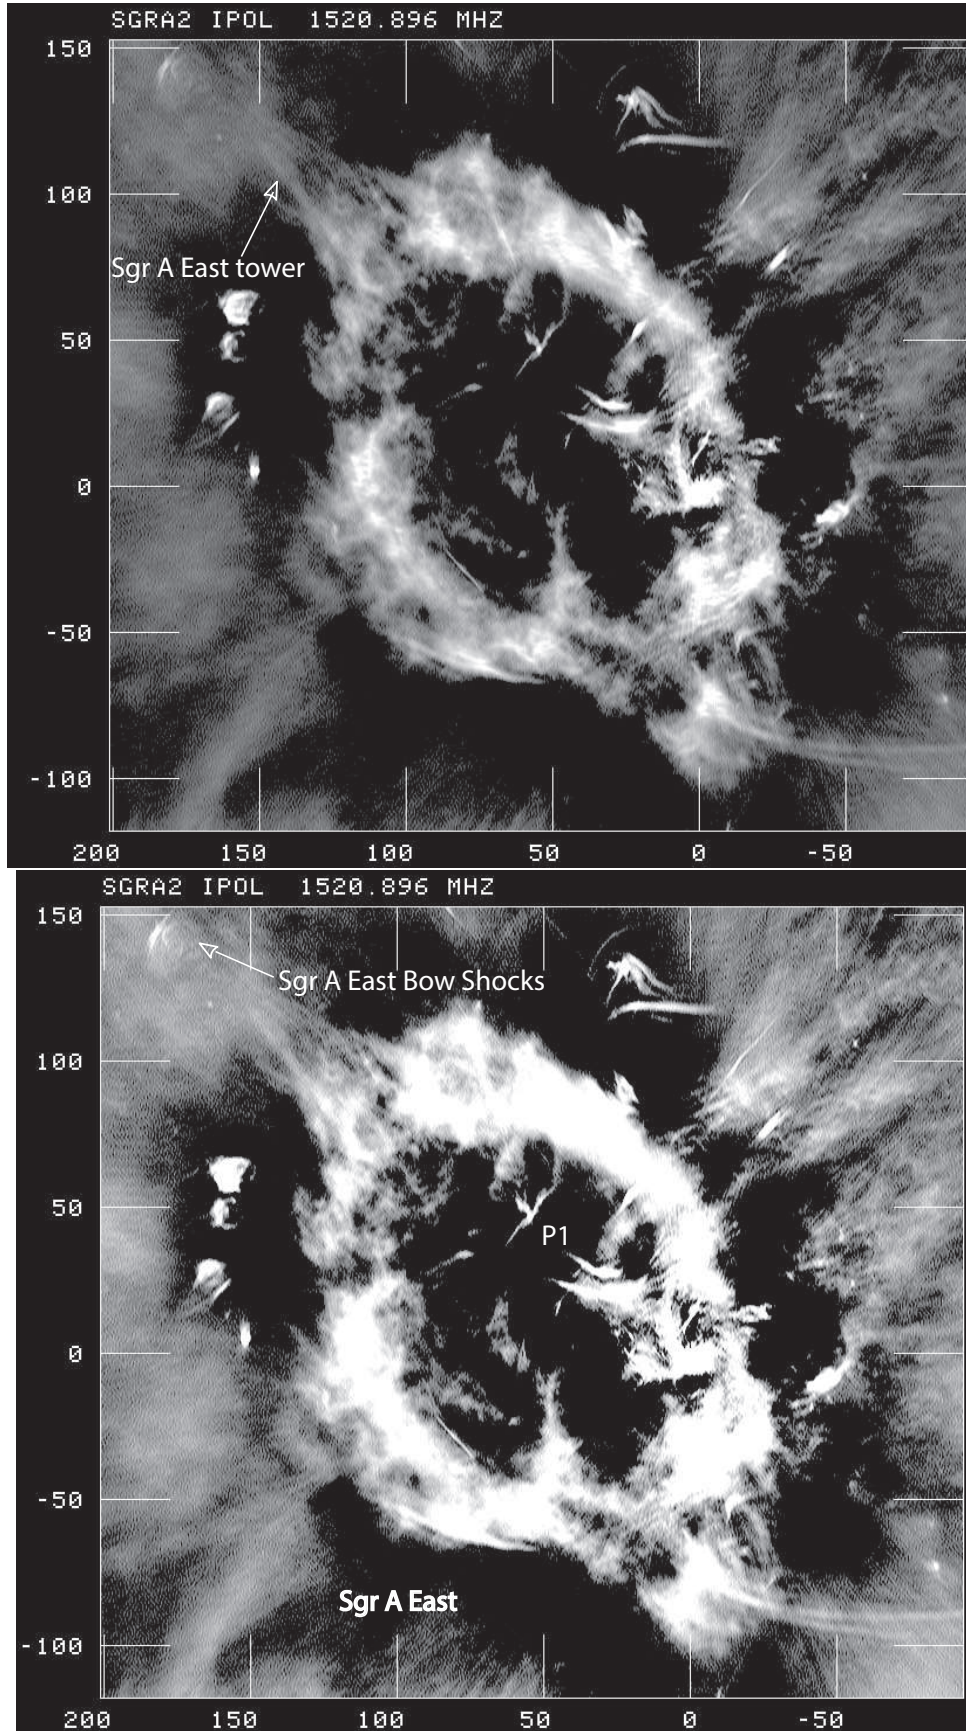 SGRA2 IPOL 1520.896 MHZ
150
100
Sgr A East tower
50
0
-50
-100
200 150 100 50 0 -50
SGRA2 IPOL 1520.896 MHZ
150
Sgr A East Bow Shocks
100
50
P1
0
-50
Sgr A East
-100
200 150 100 50 0 -50